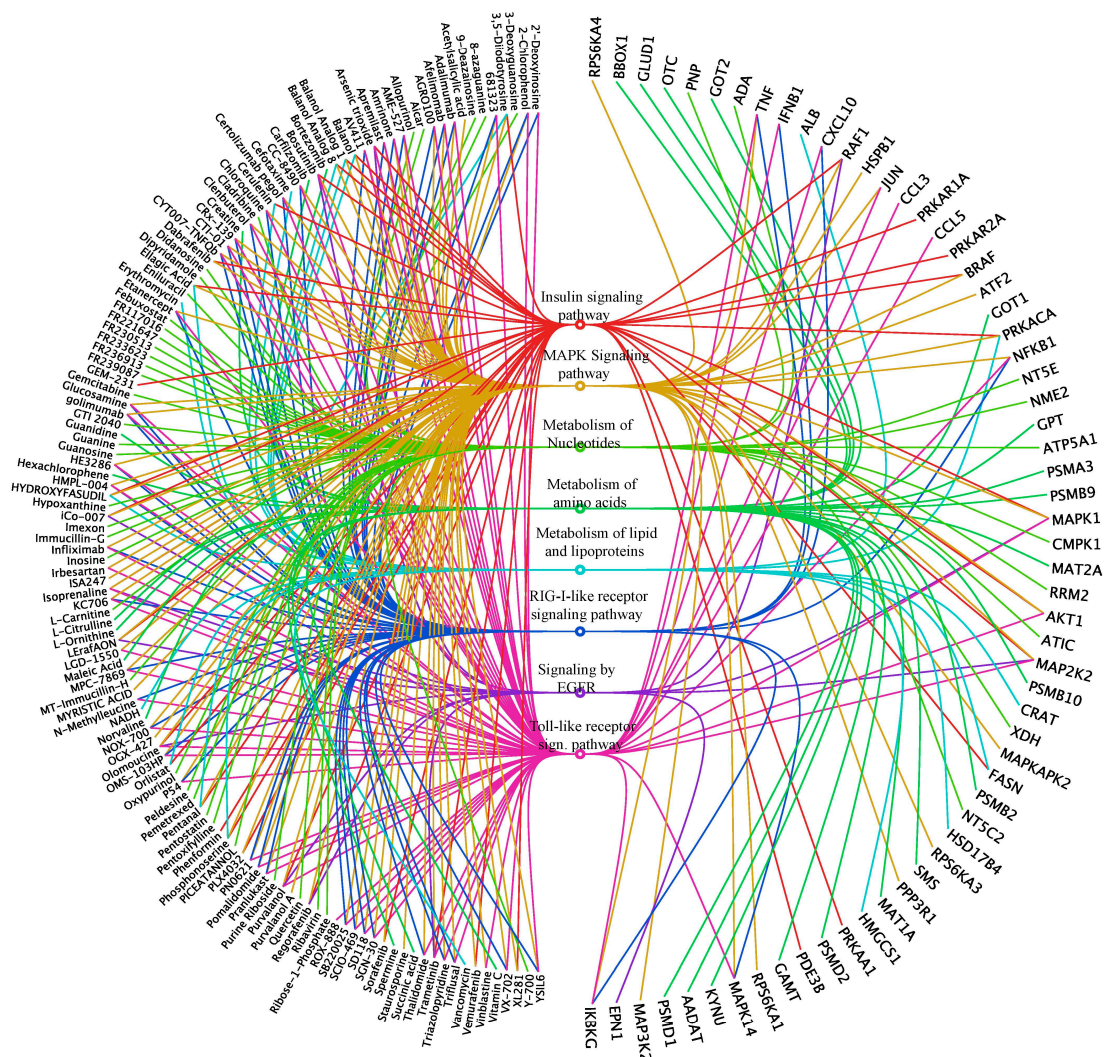 2'-Deoxyinosine
2-Chlorophenol
3-Deoxyguanosine
3,5-Diiodotyrosine
681323
8-azaguanine
9-Deazainosine
Acetylsalicylic acid
Adalimumab
Afelimomab
AGRO100
Alcat
Allopurinol
AME-527
Amrinone
Apremilast
Arsenic trioxide
AV411
Balanol
Balanol Analog 1
Balanol Analog 8
Bortezomib
Bosutinib
CC-8490
Carfilzomib
Cefotaxime
Certolizumab pegol
Cerulenin
Chloroquine
Cladribine
Clenbuterol
Creatine
CRx-139
CTI-01
CYT007-TNFQb
Dabrafenib
Didanosine
Dipyridamole
Ellagic Acid
Eniluracil
Erythromycin
Etanercept
Febuxostat
FR117016
FR221647
FR230513
FR233623
FR236913
FR239087
GEM-231
Gemcitabine
Glucosamine
golimumab
GTI 2040
Guanidine
Guanine
Guanosine
HE3286
Hexachlorophene
HMPL-004
HYDROXYFASUDIL
Hypoxanthine
iCo-007
Imexon
Immucillin-G
Infliximab
Inosine
Irbesartan
ISA247
Isoprenaline
KC706
L-Carnitine
L-Citrulline
L-Ornithine
LErafAON
LGD-1550
Maleic Acid
MPC-7869
MT-Immucillin-H
MYRISTIC ACID
N-Methylleucine
NADH
Norvaline
NOX-700
OGX-427
Olomoucine
OMS-103HP
Orlistat
Oxypurinol
P54
Peldesine
Pemetrexed
Pentanal
Pentostatin
Pentoxifylline
Phenformin
Phosphonoserine
PICEATANNOL
PLX4032
PN0621
Pomalidomide
Pranlukast
Purine Riboside
Purvalanol
Purvalanol A
Quercetin
Regorafenib
Ribavirin
Ribose-1-Phosphate
ROX-888
SB220025
SCIO-469
SD118
SGN-30
Sorafenib
Spermine
Staurosporine
Succinic acid
Thalidomide
Trametinib
Triazolopyridine
Triflusal
Vancomycin
Vemurafenib
Vinblastine
Vitamin C
VX-702
XL281
Y-700
YSIL6
Insulin signaling
pathway
MAPK Signaling
pathway
Metabolism of
Nucleotides
Metabolism of
amino acids
Metabolism of lipid
and lipoproteins
RIG-I-like receptor
signaling pathway
Signaling by
EGFR
Toll-like receptor
sign. pathway
RPS6KA4
BBOX1
GLUD1
OTC
PNP
GOT2
ADA
TNF
IFNB1
ALB
CXCL10
RAF1
HSPB1
JUN
CCL3
PRKAR1A
CCL5
PRKAR2A
BRAF
ATF2
GOT1
PRKACA
NFKB1
NT5E
NME2
GPT
ATP5A1
PSMA3
PSMB9
MAPK1
CMPK1
MAT2A
RRM2
AKT1
ATIC
MAP2K2
PSMB10
CRAT
XDH
MAPKAPK2
FASN
PSMB2
NT5C2
HSD17B4
RPS6KA3
SMS
PPP3R1
MAT1A
HMGCS1
PRKAA1
PSMD2
PDE3B
GAMT
RPS6KA1
MAPK14
KYNU
AADAT
PSMD1
MAP3K2
EPN1
IKBKG